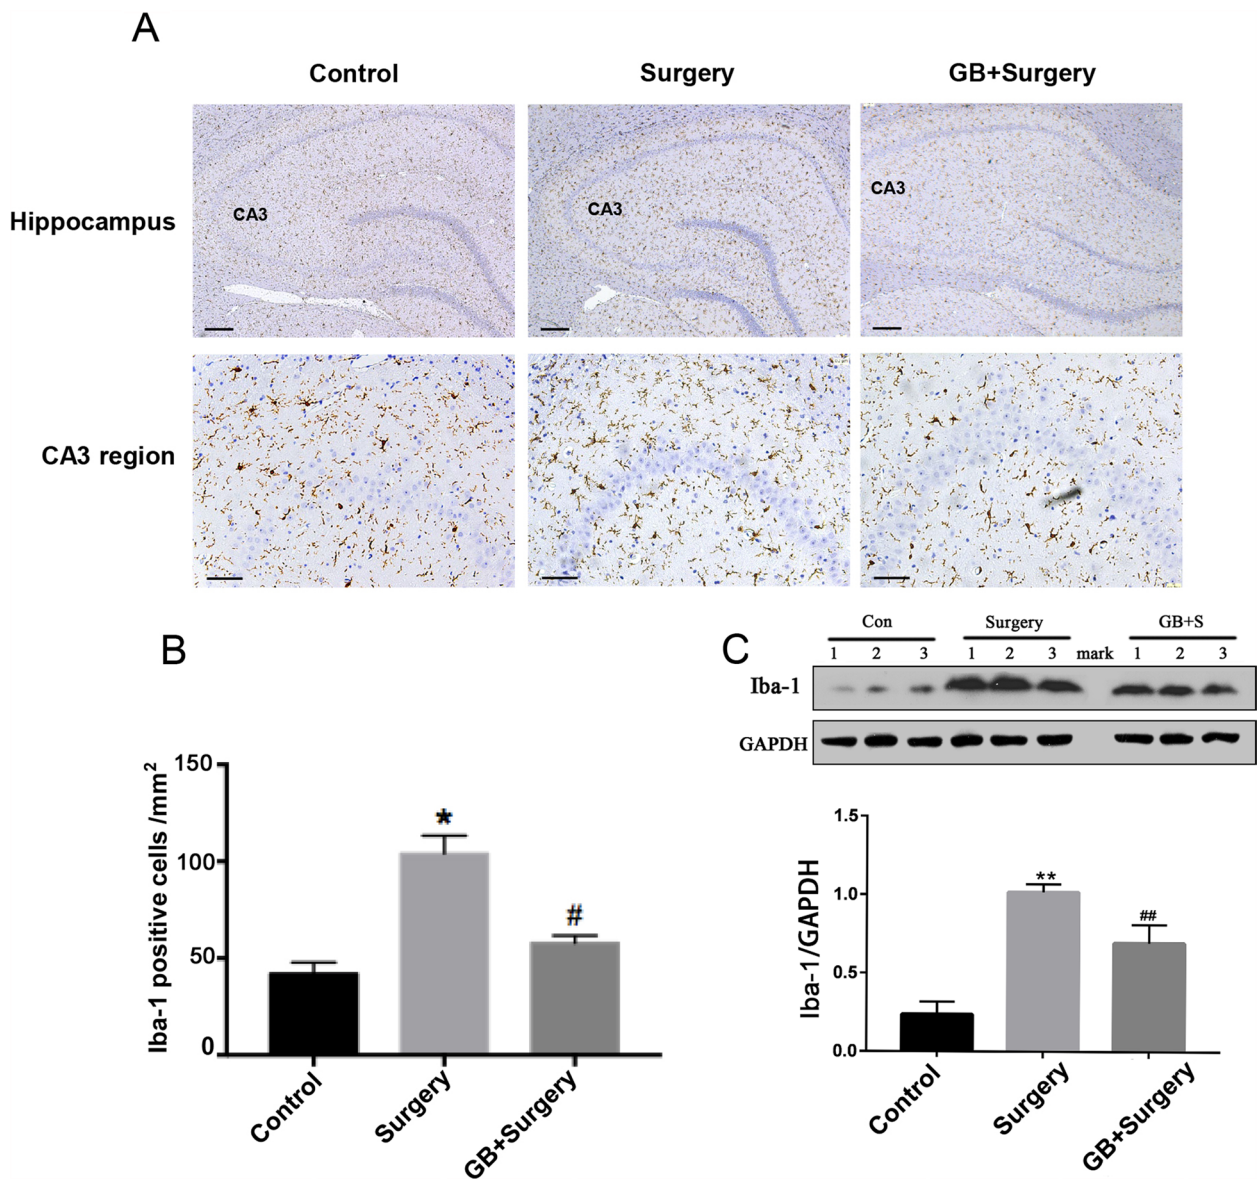 A
Control
Surgery
GB+Surgery
Hippocampus
CA3
CA3
CA3
CA3 region
B
Iba-1 positive cells /mm2
150
100
50
0
*
#
Control
Surgery
GB+Surgery
C
Con
Surgery
GB+S
1 2 3 1 2 3 mark 1 2 3
Iba-1
GAPDH
Iba-1/GAPDH
1.5
1.0
0.5
0.0
**
##
Control
Surgery
GB+Surgery